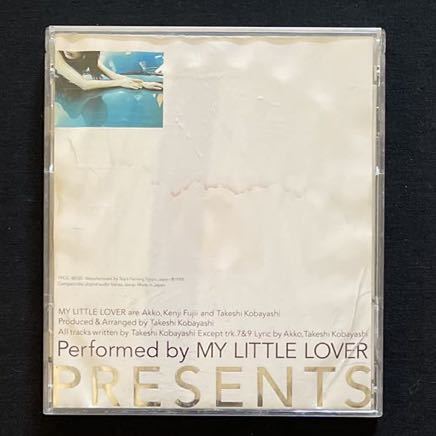 MY LITTLE LOVER are Akko, Kenji Fujii and Takeshi Kobayashi
Produced & Arranged by Takeshi Kobayashi
All tracks written by Takeshi Kobayashi Except trk.7&9 Lyric by Akko, Takeshi Kobayashi
Performed by MY LITTLE LOVER
PRESENTS